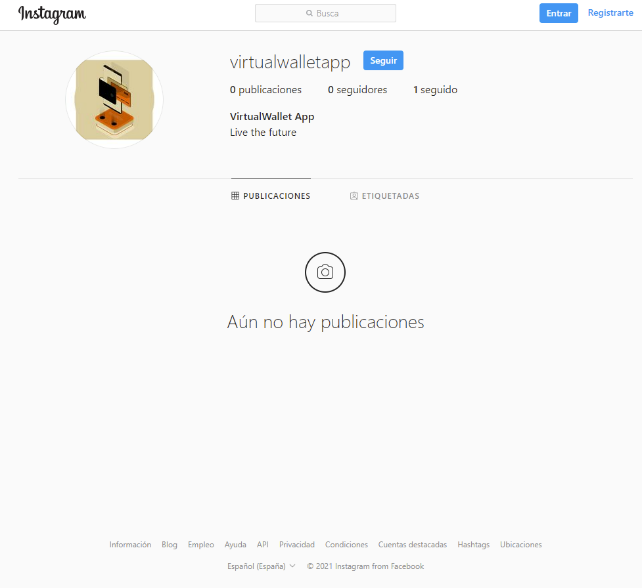 Instagram
Busca
Entrar
Registrarte
virtualwalletapp
Seguir
0 publicaciones 0 seguidores 1 seguido
VirtualWallet App
Live the future
PUBLICACIONES
ETIQUETADAS
Aún no hay publicaciones
Información Blog Empleo Ayuda API Privacidad Condiciones Cuentas destacadas Hashtags Ubicaciones
Español (España) © 2021 Instagram from Facebook